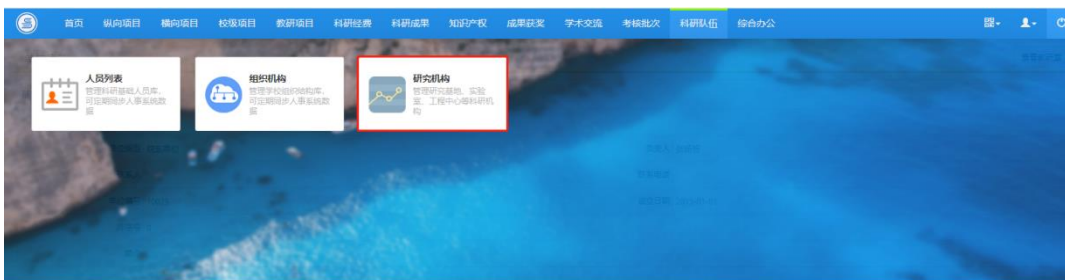 首页 纵向项目 横向项目 校级项目 教研项目 科研经费 科研成果 知识产权 成果获奖 学术交流 考核批次 科研队伍 综合办公
人员列表
管理科研基础人员库，
可定期同步人事系统数
据
组织机构
管理学校组织结构库，
可定期同步人事系统数
据
研究机构
管理研究基地、实验
室、工程中心等科研机
构